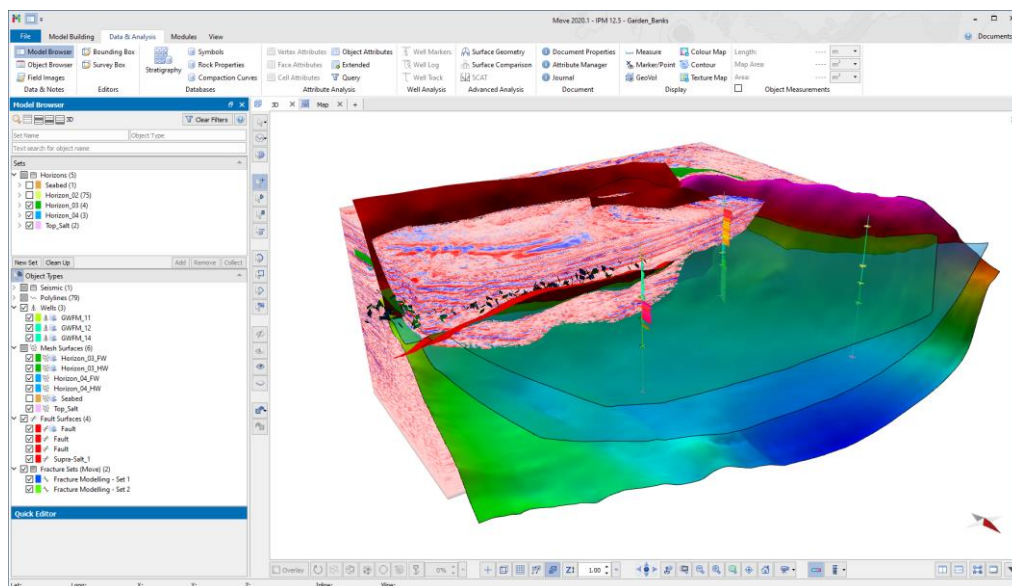 Move 2020.1 - IPM 12.5 - Garden_Banks
File Model Building Data & Analysis Modules View Documents
Model Browser Bounding Box Symbols Vertex Attributes Object Attributes Well Markers Surface Geometry Document Properties Measure Colour Map Length: ---- m
Object Browser Survey Box Stratigraphy Rock Properties Face Attributes Extended Well Log Surface Comparison Attribute Manager Marker/Point Contour Map Area: ---- m²
Field Images Compaction Curves Cell Attributes Query Well Track SCAT Journal GeoVol Texture Map Area: ---- m²
Data & Notes Editors Databases Attribute Analysis Well Analysis Advanced Analysis Document Display Object Measurements
Model Browser 3D Map +
3D Clear Filters
Set Name Object Type
Text search for object name
Sets
Horizons (5)
Seabed (1)
Horizon_02 (75)
Horizon_03 (4)
Horizon_04 (3)
Top_Salt (2)
New Set Clean Up Add Remove Collect
Object Types
Seismic (1)
Polylines (79)
Wells (3)
GWFM_11
GWFM_12
GWFM_14
Mesh Surfaces (6)
Horizon_03_FW
Horizon_03_HW
Horizon_04_FW
Horizon_04_HW
Seabed
Top_Salt
Fault Surfaces (4)
Fault
Fault
Fault
Supra-Salt_1
Fracture Sets (Move) (2)
Fracture Modelling - Set 1
Fracture Modelling - Set 2
Quick Editor
Overlay 0% Z1 1.00